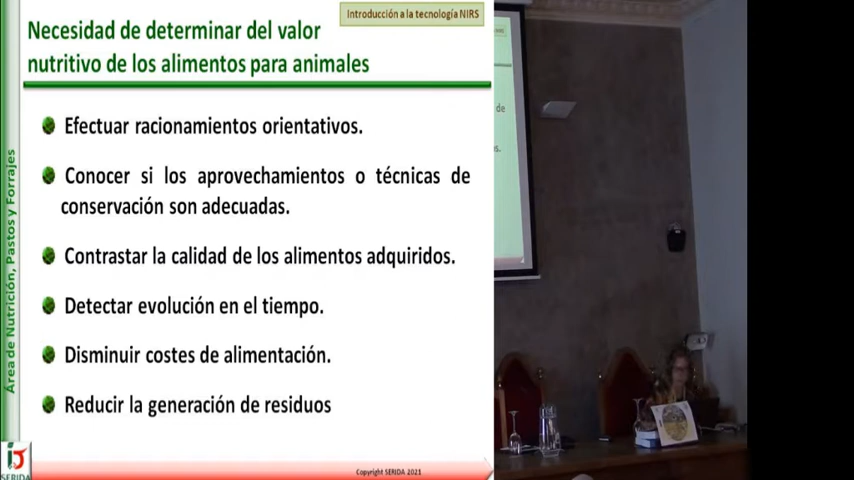 Introducción a la tecnología NIRS
Necesidad de determinar del valor
nutritivo de los alimentos para animales
Efectuar racionamientos orientativos.
Conocer si los aprovechamientos o técnicas de
conservación son adecuadas.
Contrastar la calidad de los alimentos adquiridos.
Detectar evolución en el tiempo.
Disminuir costes de alimentación.
Reducir la generación de residuos
Área de Nutrición, Pastos y Forrajes
SERIDA
Copyright SERIDA 2021
de